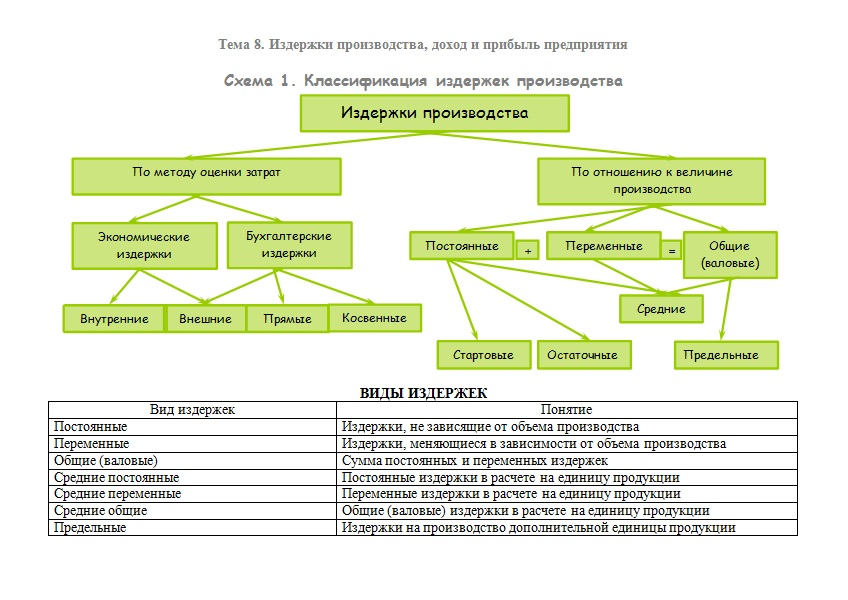 Тема 8. Издержки производства, доход и прибыль предприятия
Схема 1. Классификация издержек производства
Издержки производства
По методу оценки затрат
По отношению к величине
производства
Экономические
издержки
Бухгалтерские
издержки
Постоянные
+
Переменные
=
Общие
(валовые)
Внутренние
Внешние
Прямые
Косвенные
Средние
Стартовые
Остаточные
Предельные
ВИДЫ ИЗДЕРЖЕК
Вид издержек Понятие
Постоянные Издержки, не зависящие от объема производства
Переменные Издержки, меняющиеся в зависимости от объема производства
Общие (валовые) Сумма постоянных и переменных издержек
Средние постоянные Постоянные издержки в расчете на единицу продукции
Средние переменные Переменные издержки в расчете на единицу продукции
Средние общие Общие (валовые) издержки в расчете на единицу продукции
Предельные Издержки на производство дополнительной единицы продукции